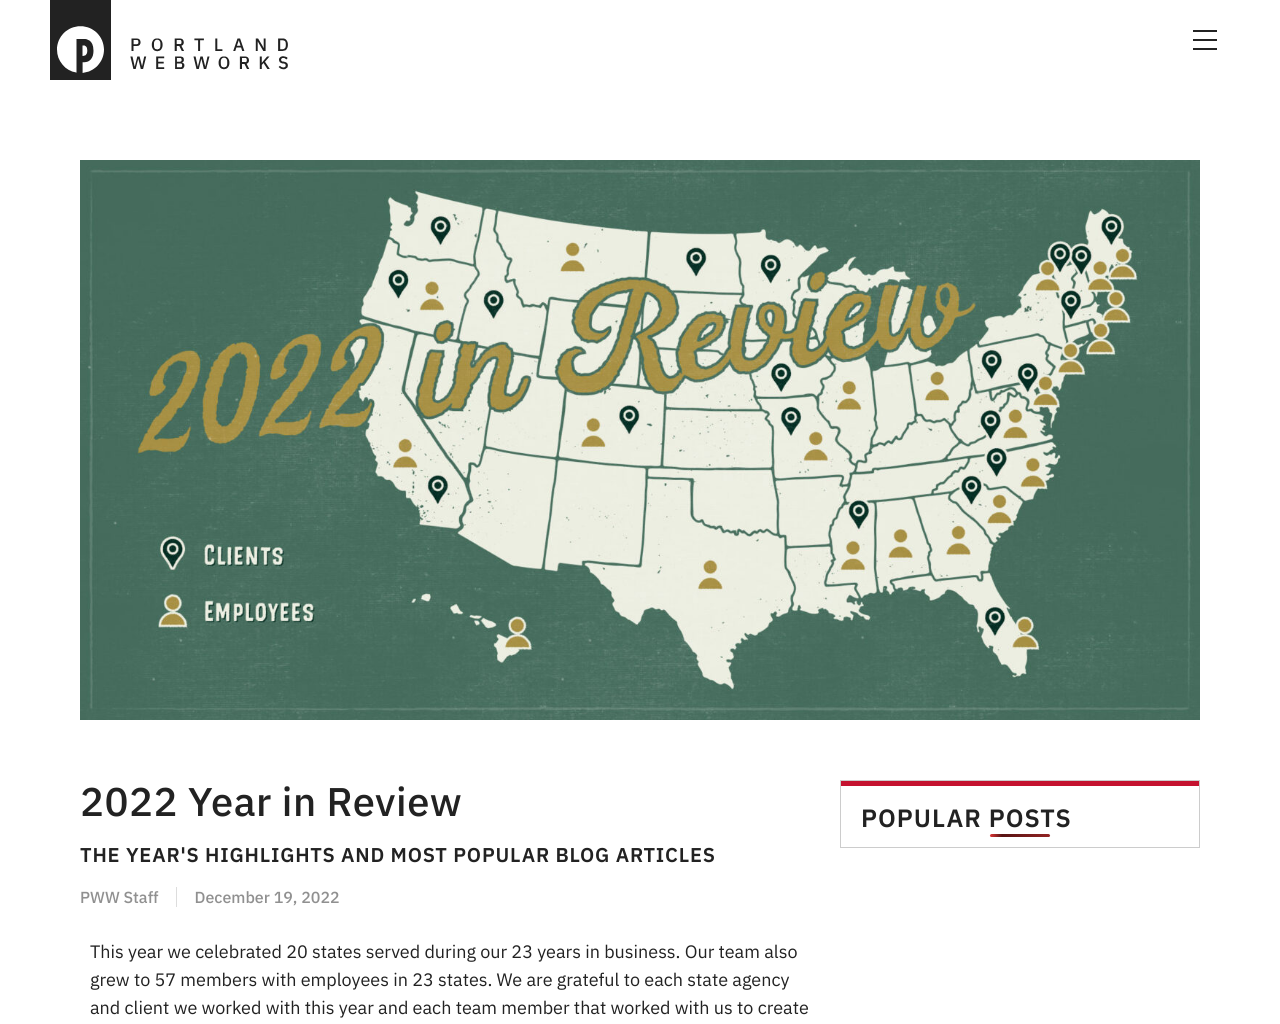 PORTLAND
WEBWORKS
2022 in Review
CLIENTS
EMPLOYEES
2022 Year in Review
THE YEAR'S HIGHLIGHTS AND MOST POPULAR BLOG ARTICLES
PWW Staff
December 19, 2022
This year we celebrated 20 states served during our 23 years in business. Our team also
grew to 57 members with employees in 23 states. We are grateful to each state agency
and client we worked with this year and each team member that worked with us to create
POPULAR POSTS